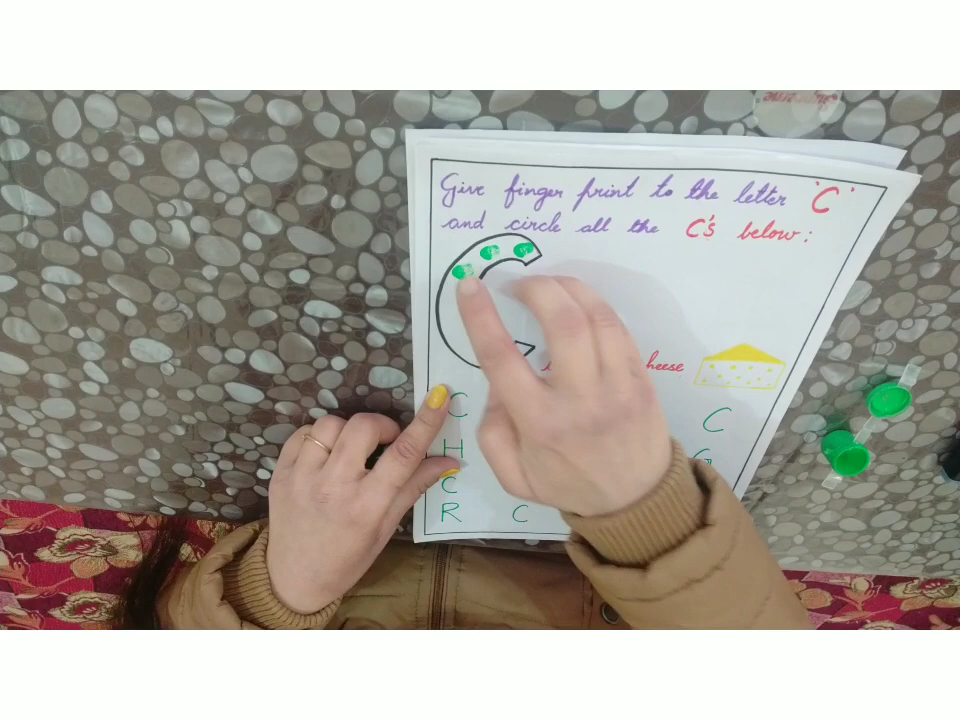 Give finger print to the letter 'C'
and circle all the C's below:
heese
C C
H G
C
R C